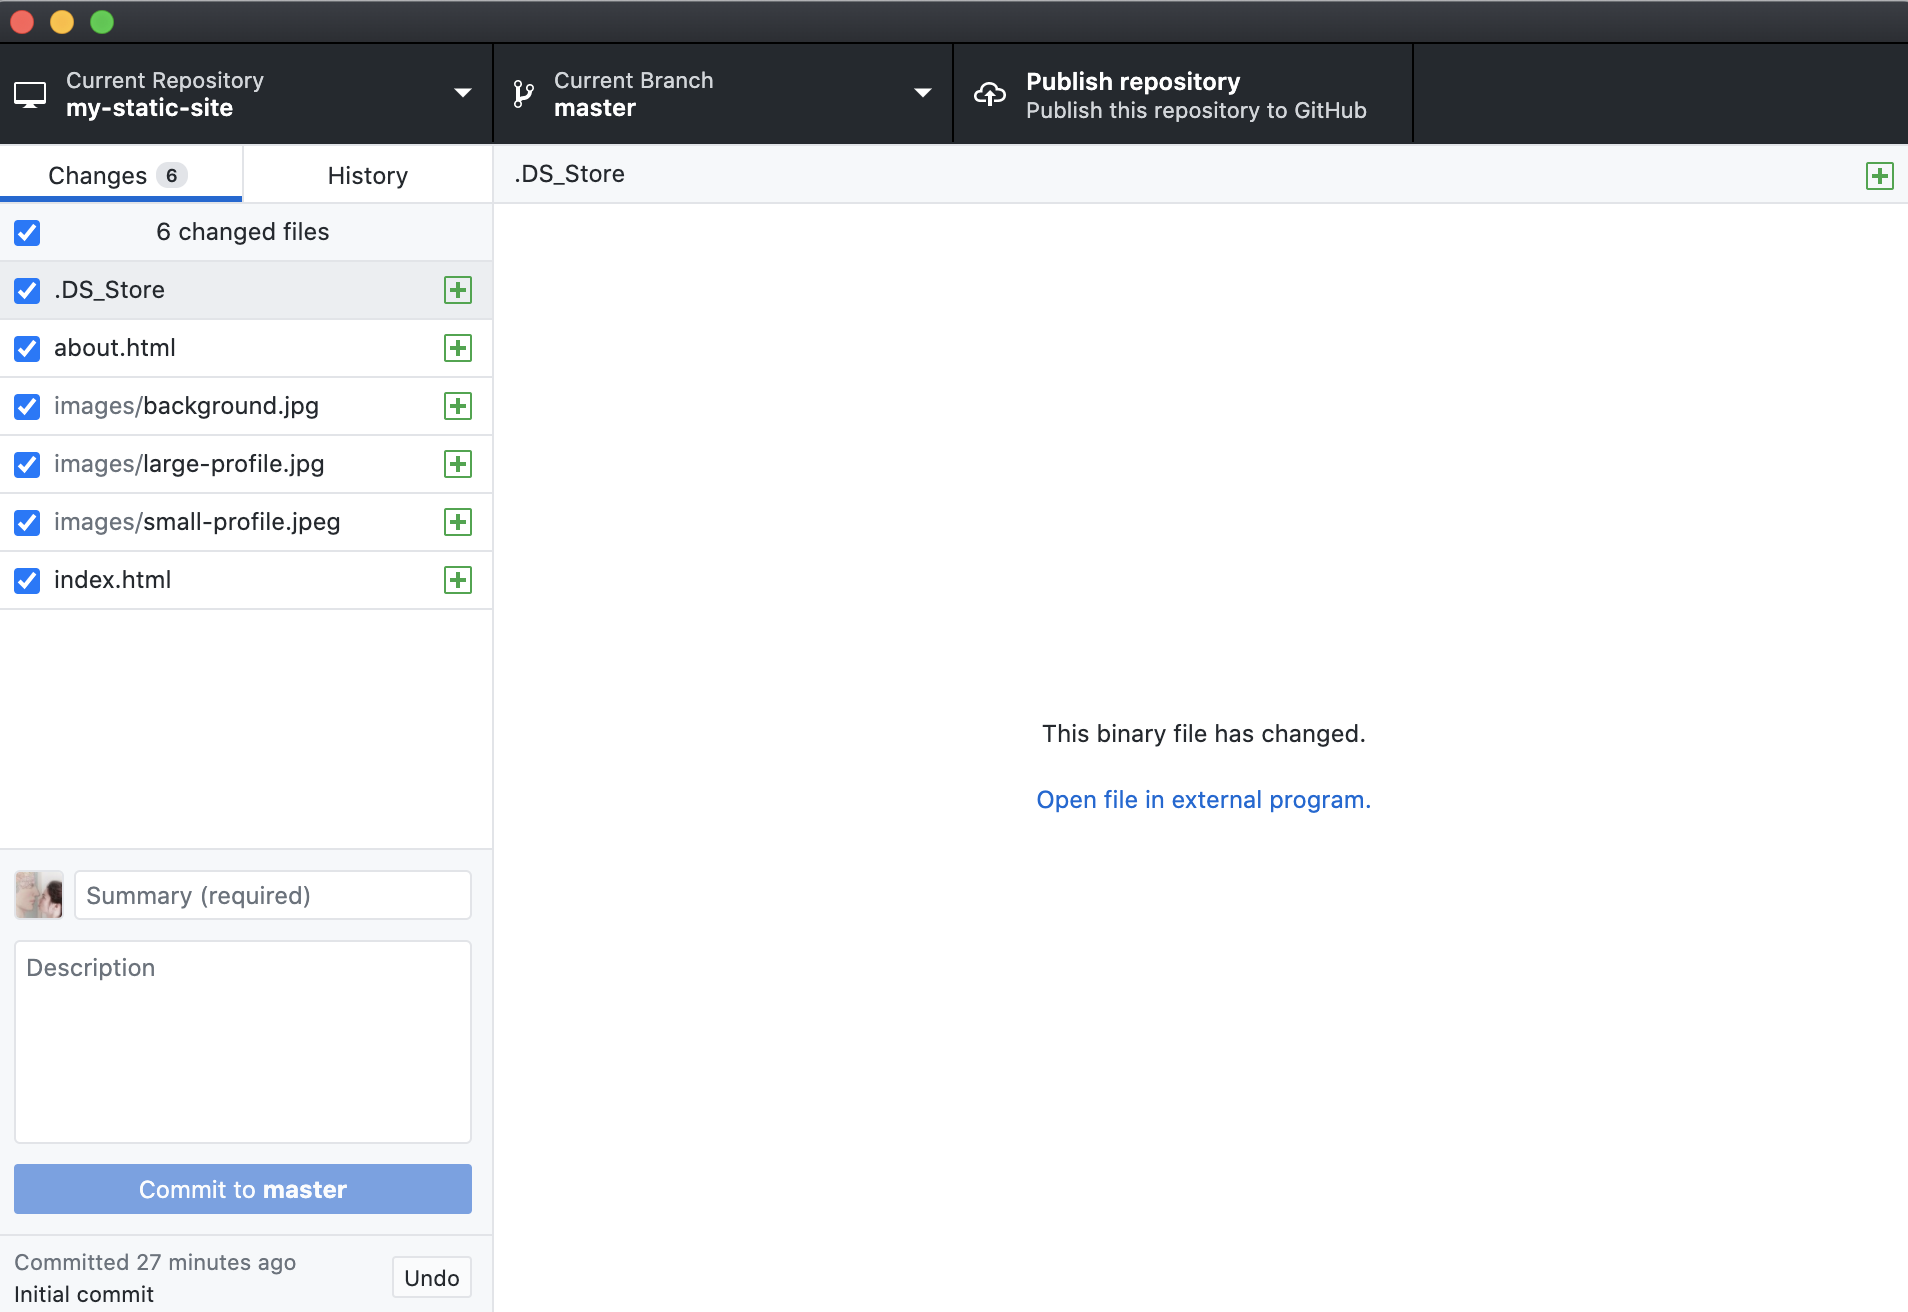 Current Repository
my-static-site
Current Branch
master
Publish repository
Publish this repository to GitHub
Changes 6
History
.DS_Store
6 changed files
.DS_Store
about.html
images/background.jpg
images/large-profile.jpg
images/small-profile.jpeg
index.html
This binary file has changed.
Open file in external program.
Summary (required)
Description
Commit to master
Committed 27 minutes ago
Initial commit
Undo